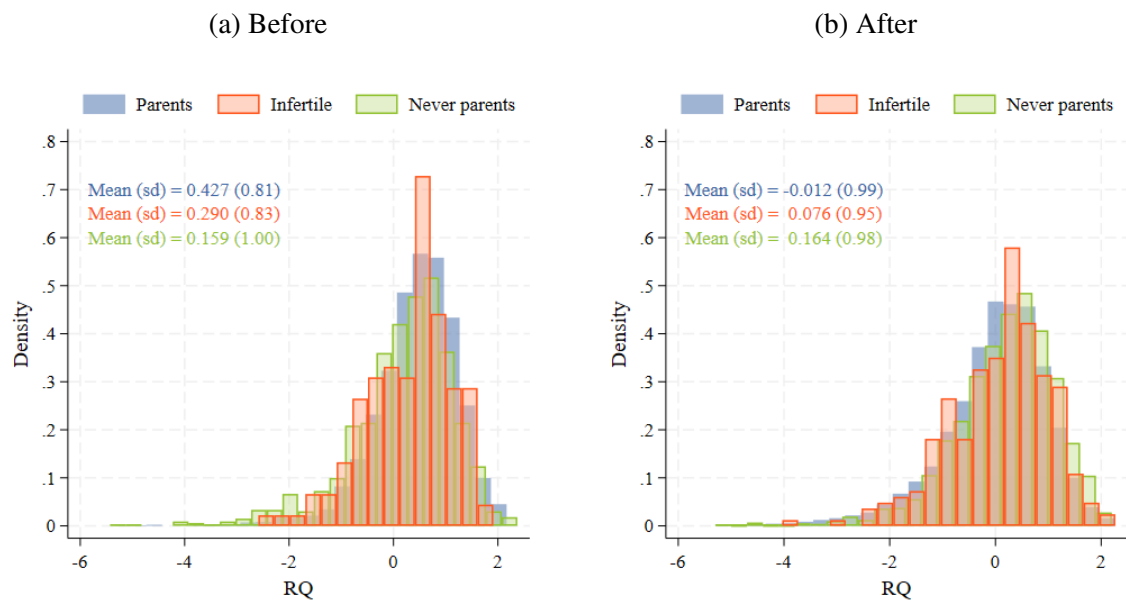 (a) Before
Parents Infertile Never parents
.8
.7
.6
.5
.4
.3
.2
.1
0
Density
Mean (sd) = 0.427 (0.81)
Mean (sd) = 0.290 (0.83)
Mean (sd) = 0.159 (1.00)
-6 -4 -2 0 2
RQ
(b) After
Parents Infertile Never parents
.8
.7
.6
.5
.4
.3
.2
.1
0
Density
Mean (sd) = -0.012 (0.99)
Mean (sd) = 0.076 (0.95)
Mean (sd) = 0.164 (0.98)
-6 -4 -2 0 2
RQ